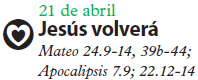 21 de abril
Jesús volverá
Mateo 24.9-14, 39b-44;
Apocalipsis 7.9; 22.12-14